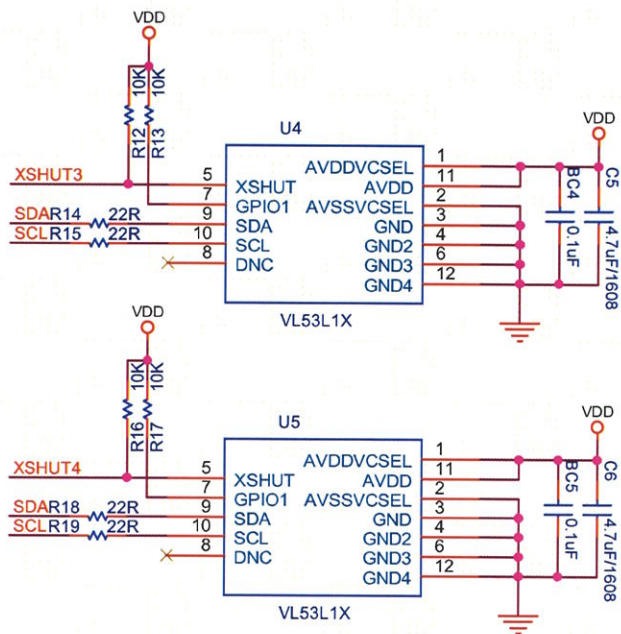 VDD
10K
10K
R12
R13
U4
VDD
XSHUT3
5
XSHUT
AVDDVCSEL
1
7
GPIO1
AVDD
11
SDA
R14
22R
9
SDA
AVSSVCSEL
2
SCL
R15
22R
10
SCL
GND
3
8
DNC
GND2
4
GND3
6
GND4
12
BC4
0.1uF
C5
4.7uF/1608
VL53L1X
VDD
10K
10K
R16
R17
U5
VDD
XSHUT4
5
XSHUT
AVDDVCSEL
1
7
GPIO1
AVDD
11
SDA
R18
22R
9
SDA
AVSSVCSEL
2
SCL
R19
22R
10
SCL
GND
3
8
DNC
GND2
4
GND3
6
GND4
12
BC5
0.1uF
C6
4.7uF/1608
VL53L1X